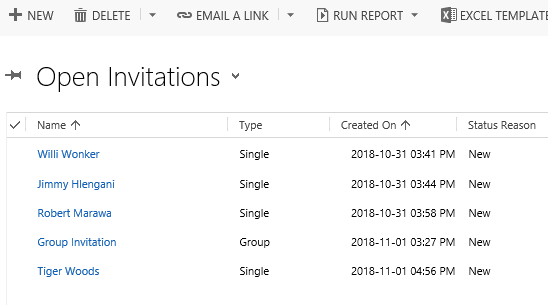 NEW DELETE EMAIL A LINK RUN REPORT EXCEL TEMPLATE
Open Invitations
Name Type Created On Status Reason
Willi Wonker Single 2018-10-31 03:41 PM New
Jimmy Hlengani Single 2018-10-31 03:44 PM New
Robert Marawa Single 2018-10-31 03:58 PM New
Group Invitation Group 2018-11-01 03:27 PM New
Tiger Woods Single 2018-11-01 04:56 PM New